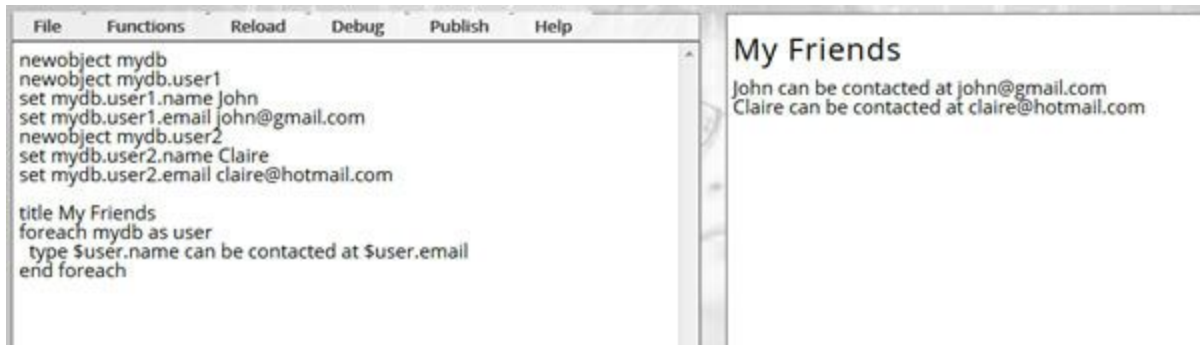 File Functions Reload Debug Publish Help
newobject mydb
newobject mydb.user1
set mydb.user1.name John
set mydb.user1.email john@gmail.com
newobject mydb.user2
set mydb.user2.name Claire
set mydb.user2.email claire@hotmail.com
title My Friends
foreach mydb as user
type $user.name can be contacted at $user.email
end foreach
My Friends
John can be contacted at john@gmail.com
Claire can be contacted at claire@hotmail.com